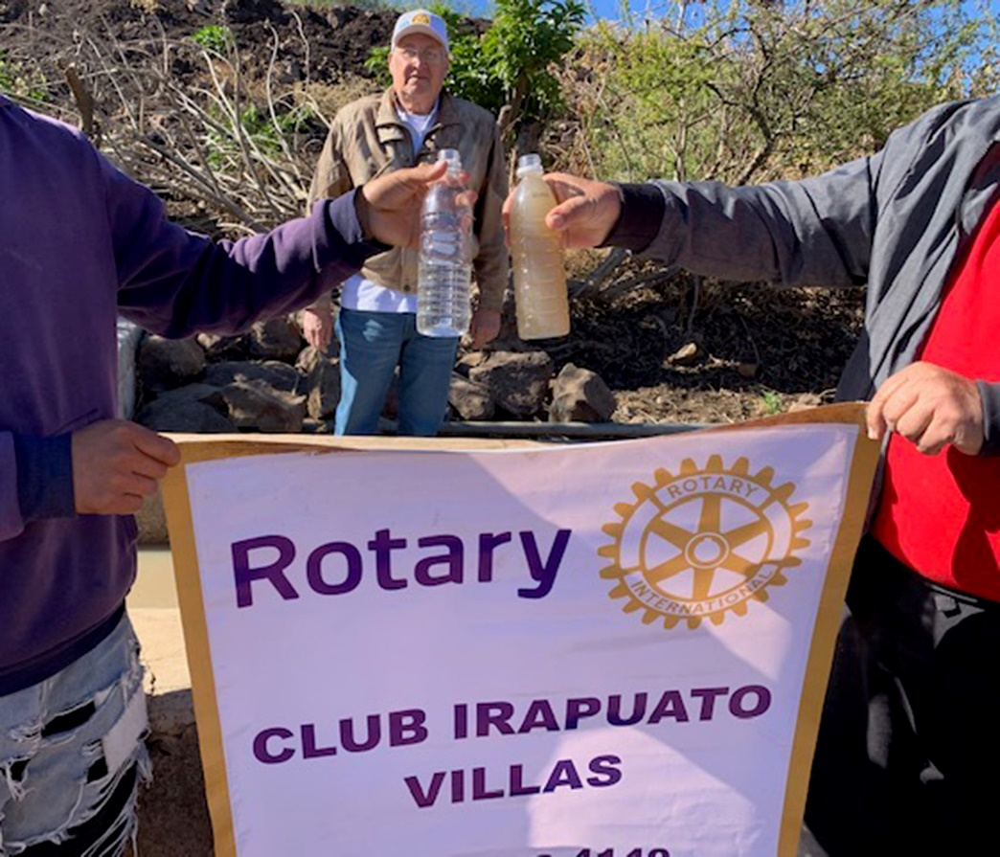 Rotary
ROTARY
INTERNATIONAL
CLUB IRAPUATO
VILLAS